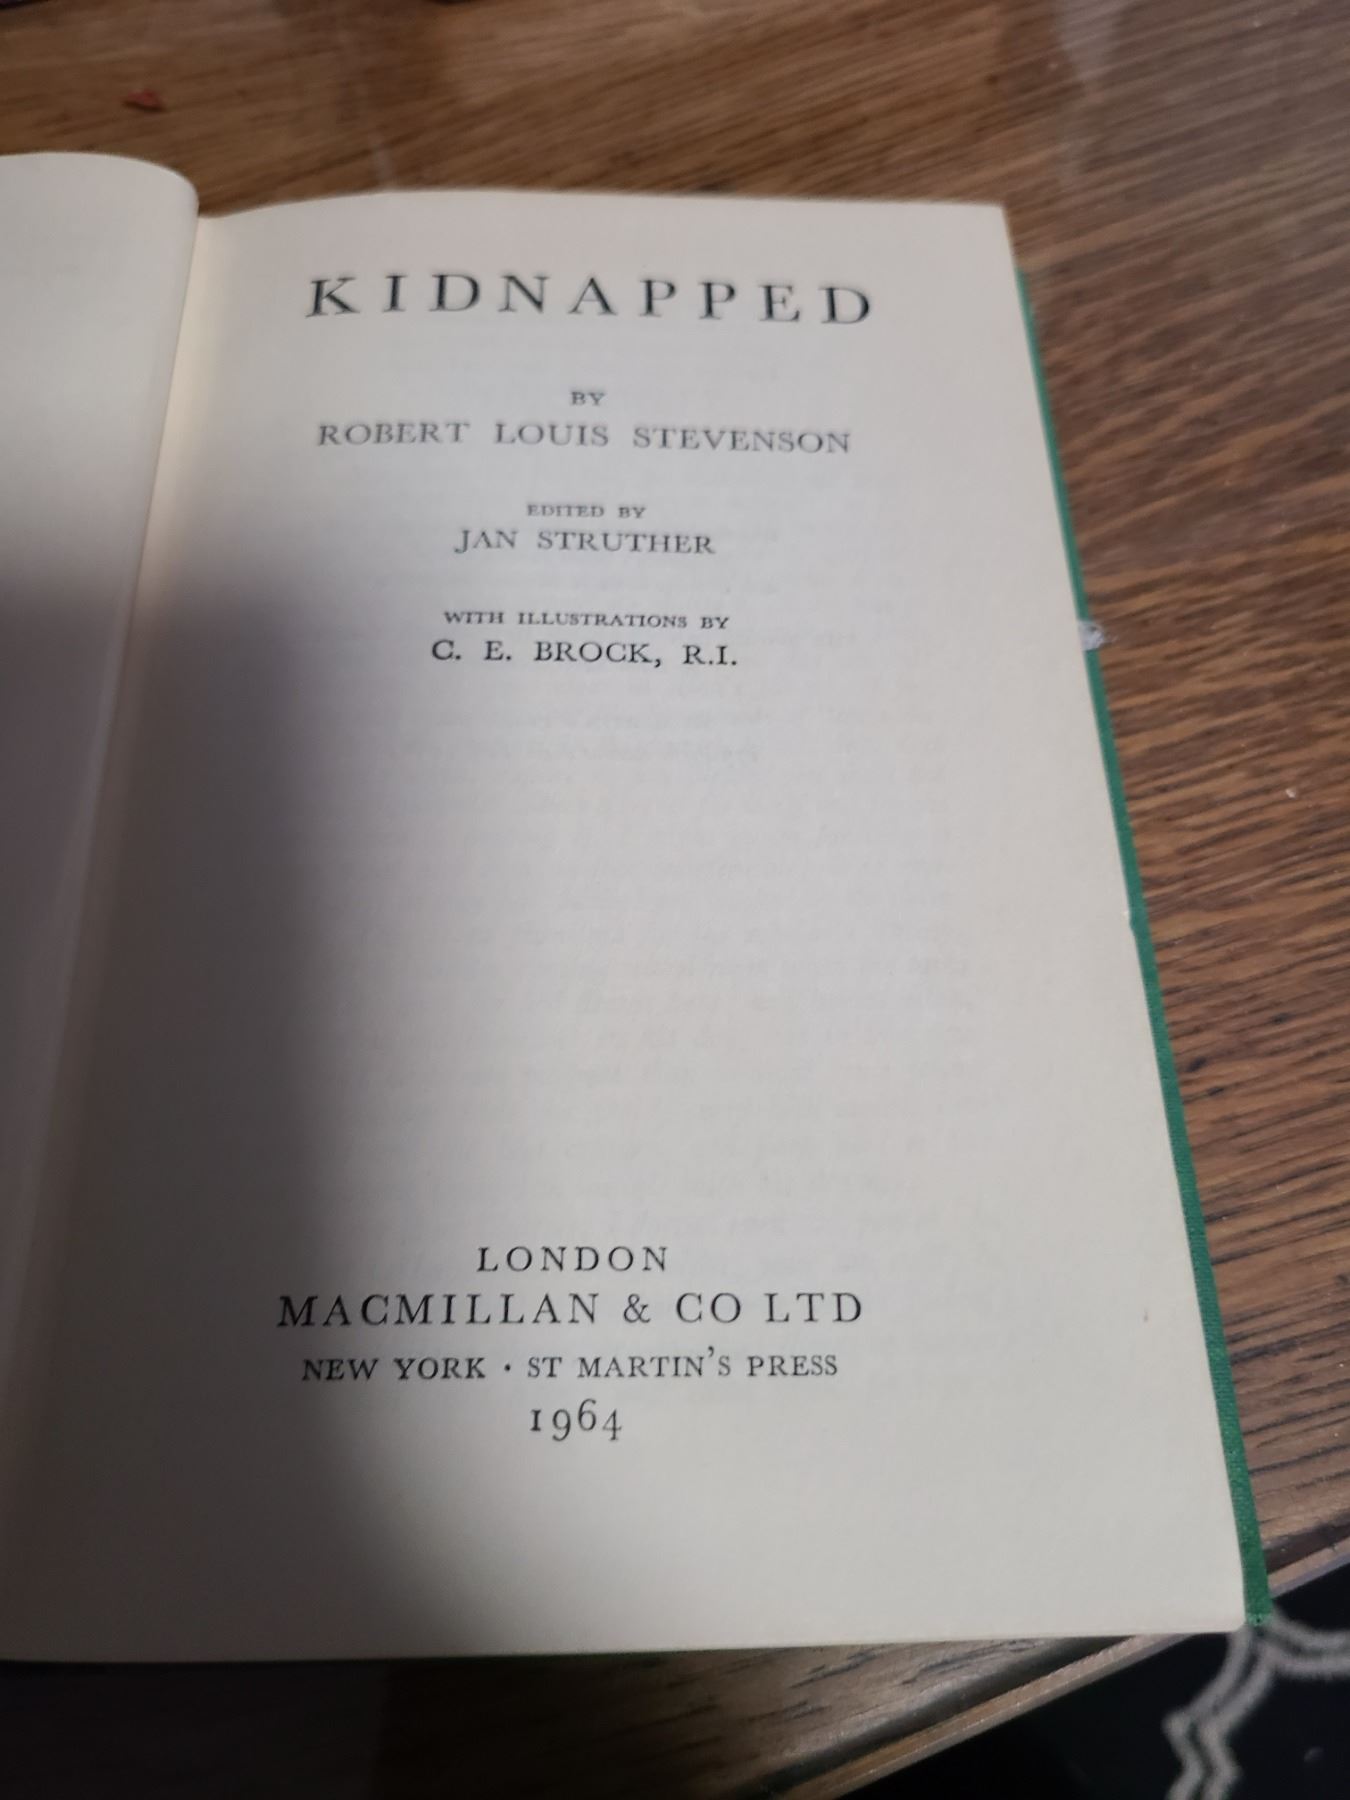 KIDNAPPED
BY
ROBERT LOUIS STEVENSON
EDITED BY
JAN STRUTHER
WITH ILLUSTRATIONS BY
C. E. BROCK, R.I.
LONDON
MACMILLAN & CO LTD
NEW YORK · ST MARTIN'S PRESS
1964